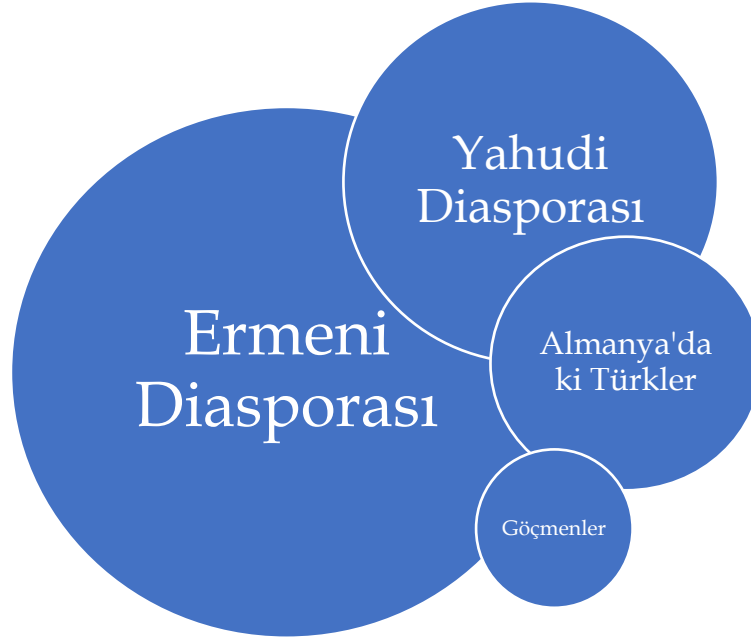 Yahudi
Diasporası
Ermeni
Diasporası
Almanya'da
ki Türkler
Göçmenler